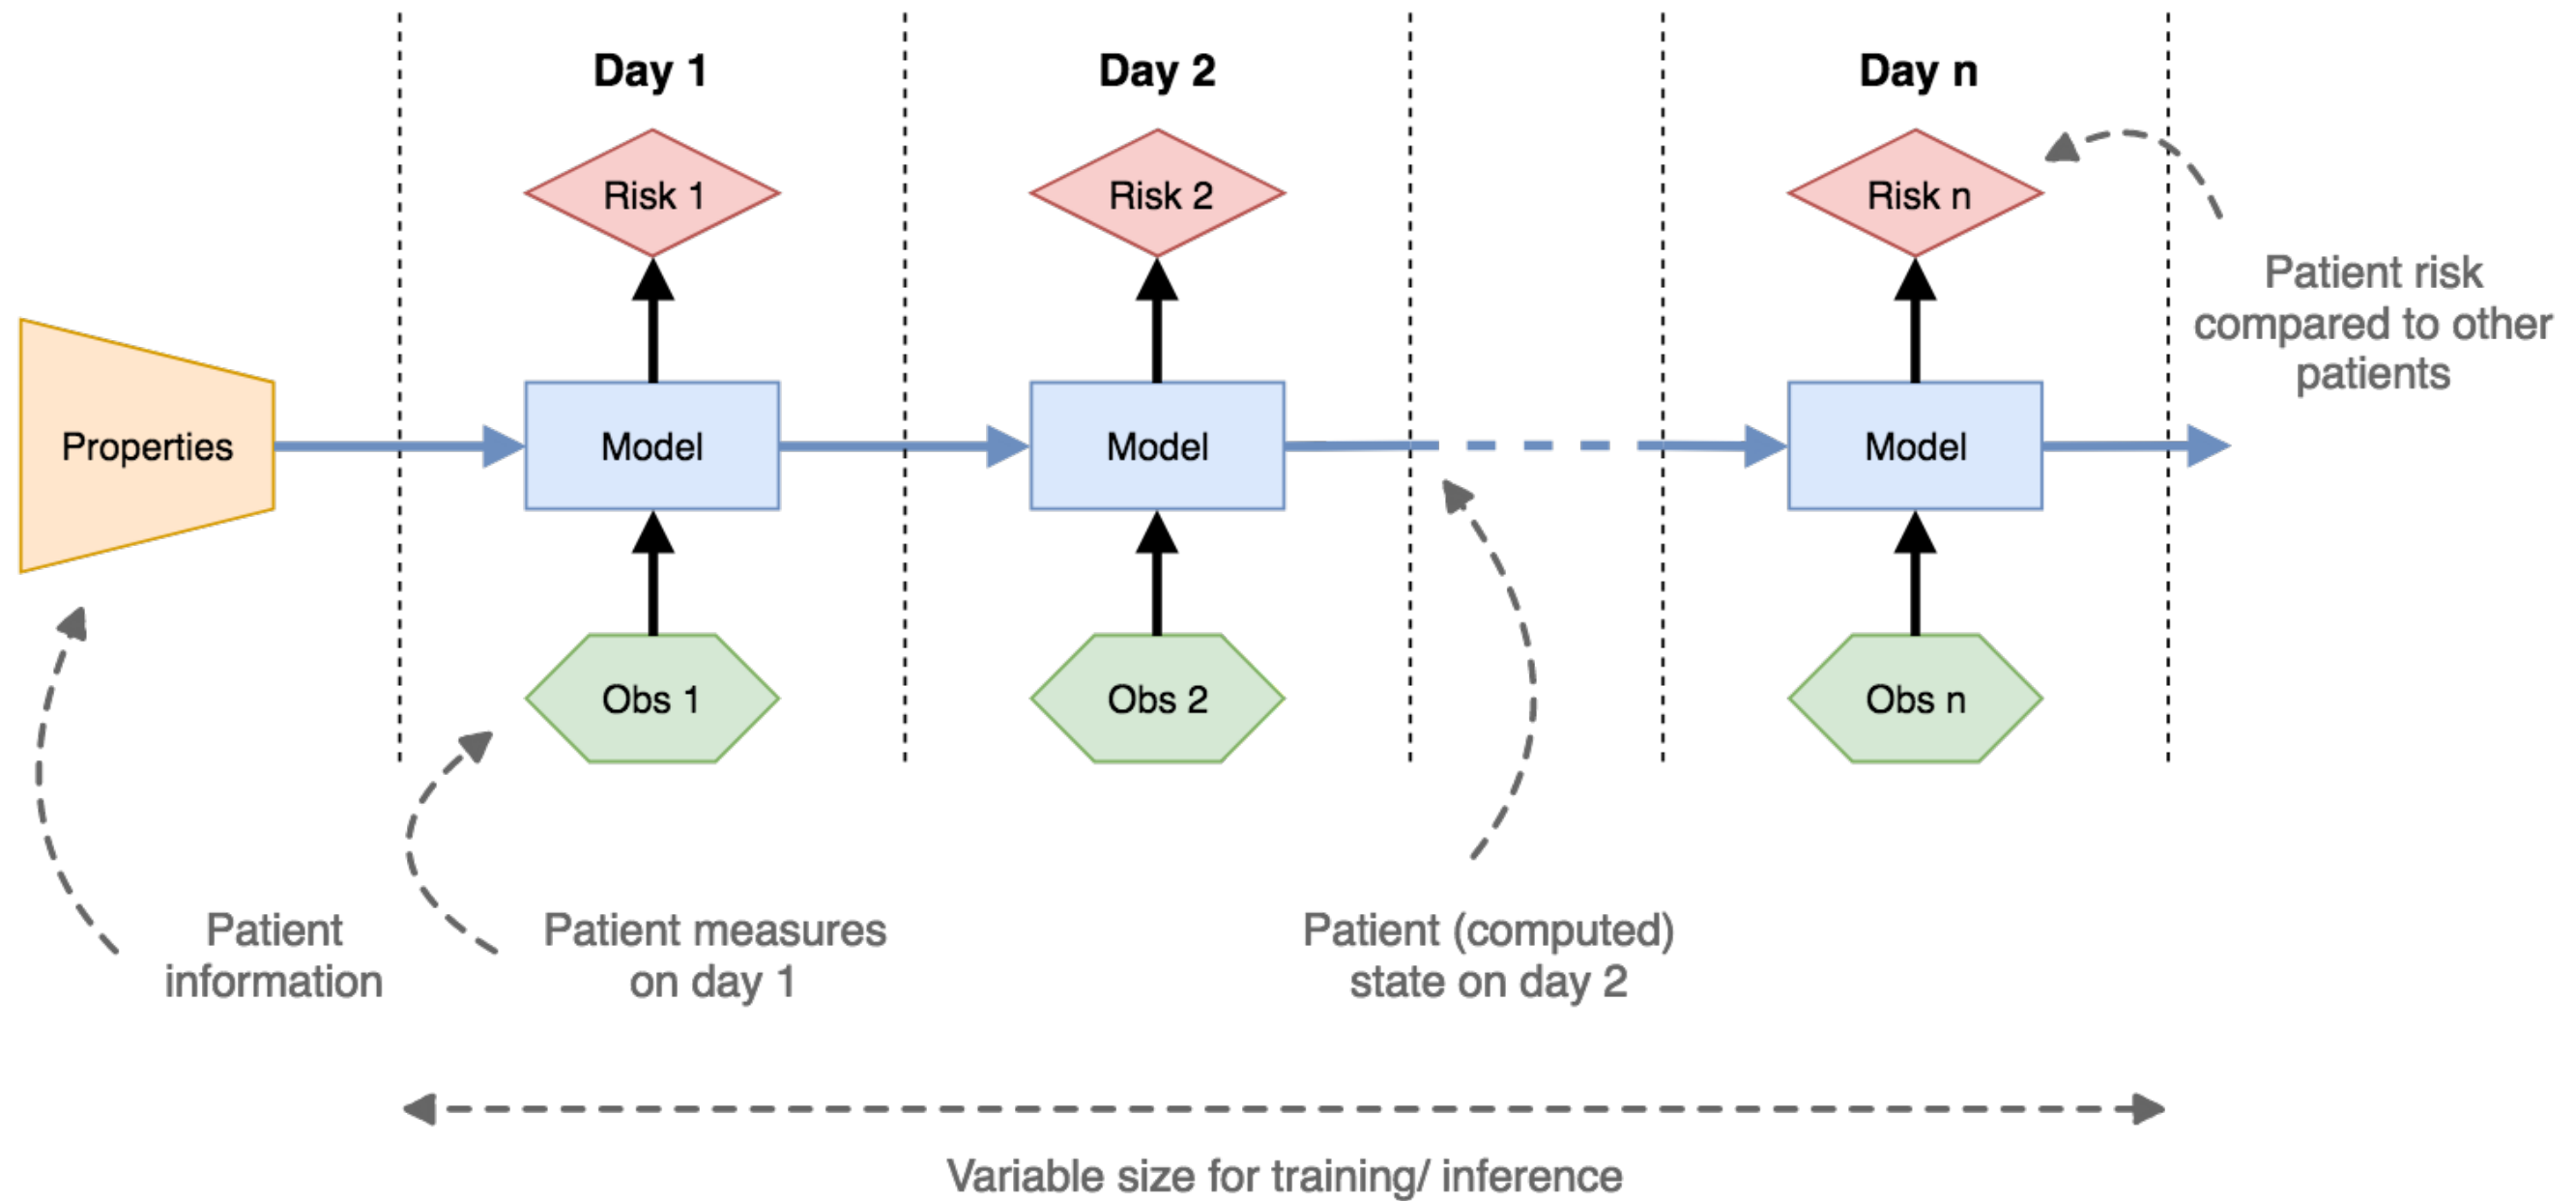 Day 1
Day 2
Day n
Risk 1
Risk 2
Risk n
Patient risk
compared to other
patients
Properties
Model
Model
Model
Obs 1
Obs 2
Obs n
Patient
information
Patient measures
on day 1
Patient (computed)
state on day 2
Variable size for training/ inference